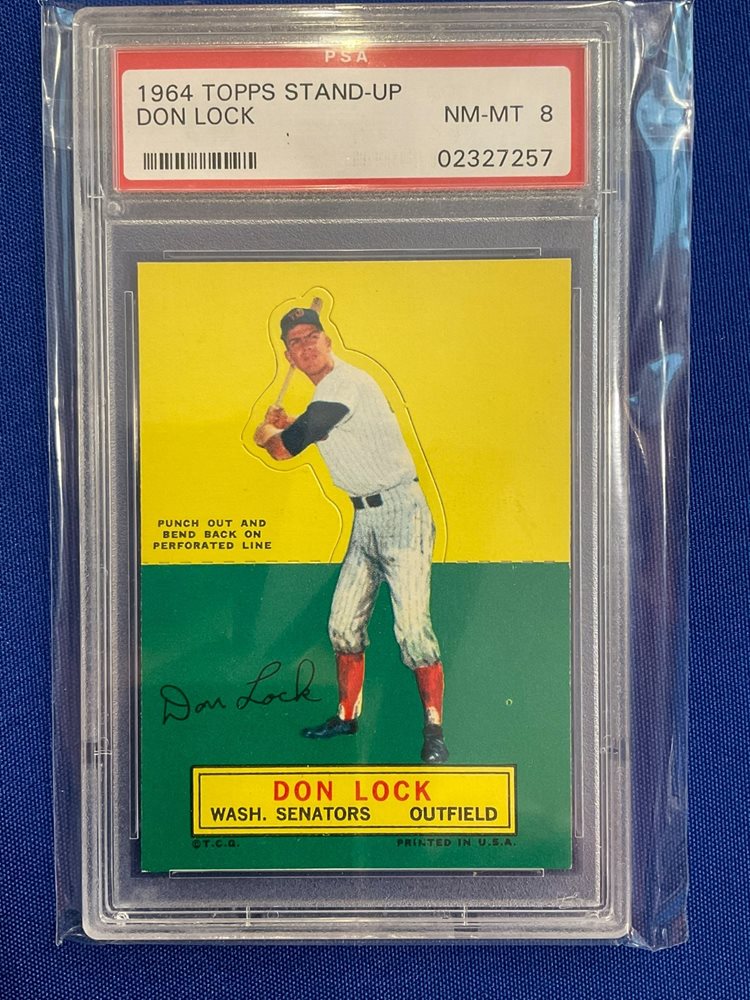 PSA
1964 TOPPS STAND-UP
DON LOCK NM-MT 8
02327257
PUNCH OUT AND
BEND BACK ON
PERFORATED LINE
Don Lock
DON LOCK
WASH. SENATORS OUTFIELD
©T.C.G. PRINTED IN U.S.A.